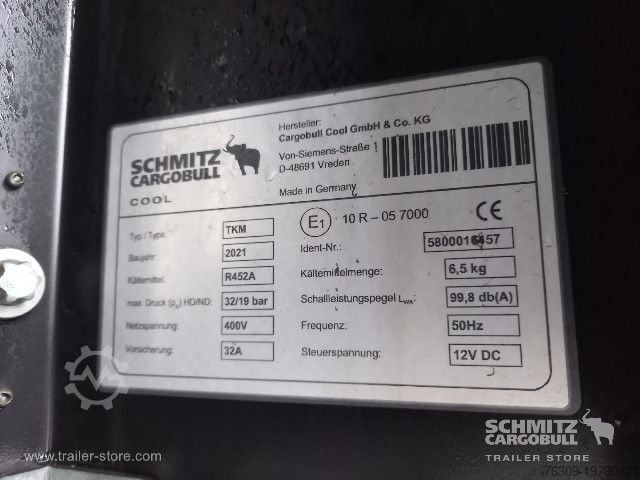 SCHMITZ
CARGOBULL
COOL
Hersteller:
Cargobull Cool GmbH & Co. KG
Von-Siemens-Straße 1
D-48691 Vreden
Made in Germany
E1 10 R - 05 7000 CE
Typ / Type: TKM
Ident-Nr.: 5800016457
Baujahr: 2021
Kältemittelmenge: 6,5 kg
Kältemittel: R452A
Schallleistungspegel LWA: 99,8 db(A)
max. Druck (ps) HD/ND: 32/19 bar
Frequenz: 50Hz
Netzspannung: 400V
Steuerspannung: 12V DC
Vorsicherung: 32A
SCHMITZ
CARGOBULL
TRAILER STORE
www.trailer-store.com